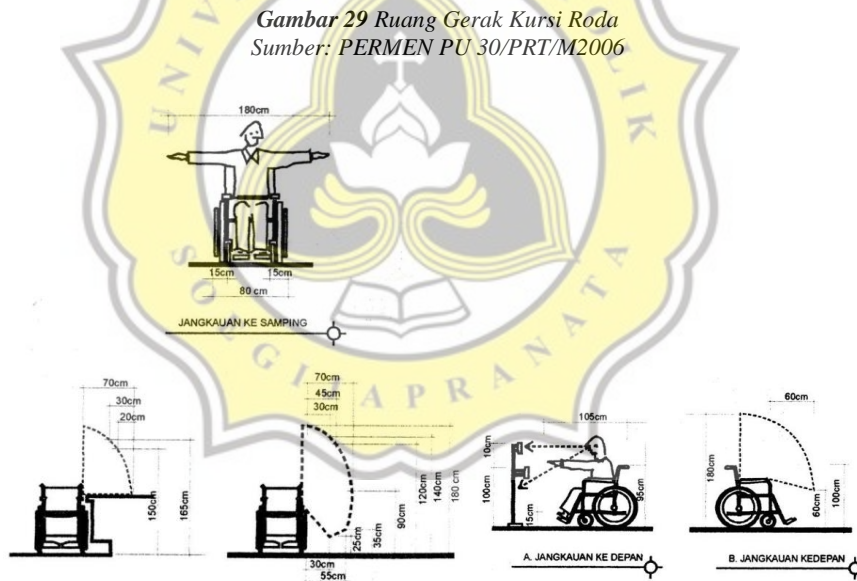 Gambar 29 Ruang Gerak Kursi Roda
Sumber: PERMEN PU 30/PRT/M2006
180cm
15cm 15cm
80 cm
JANGKAUAN KE SAMPING
70cm
30cm
20cm
150cm
165cm
70cm
45cm
30cm
25cm
35cm
90cm
120cm
140cm
180 cm
30cm
55cm
105cm
10cm
100cm
15cm
95cm
A. JANGKAUAN KE DEPAN
60cm
180cm
60cm
100cm
B. JANGKAUAN KEDEPAN
SOEGIJAPRANATA